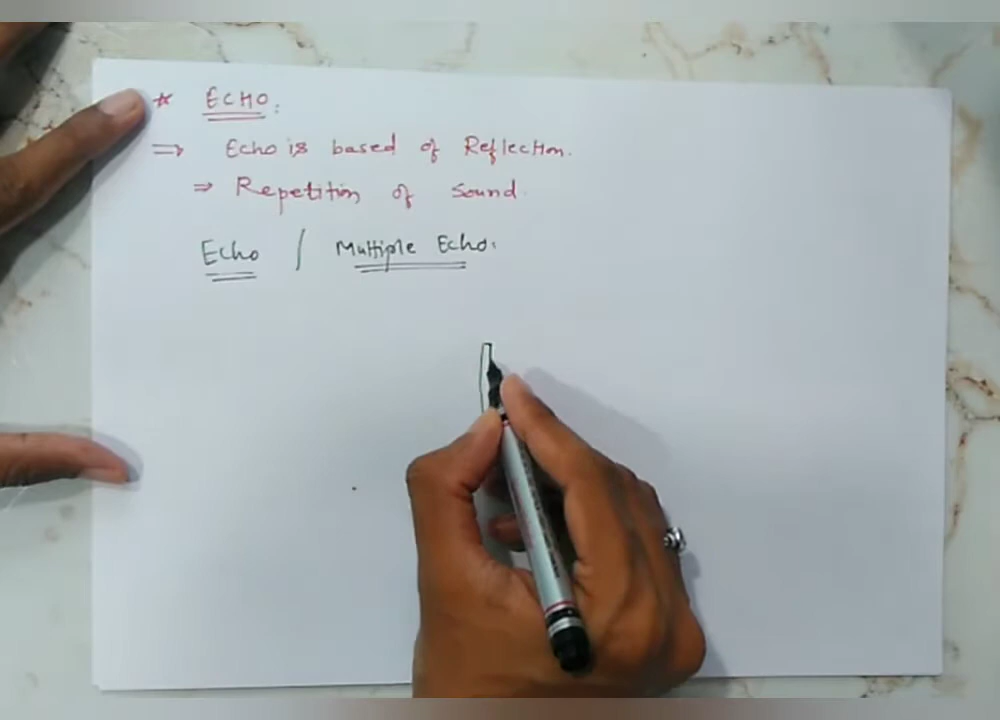 * ECHO:
⇒ Echo is based of Reflection.
⇒ Repetition of Sound
Echo / Multiple Echo: